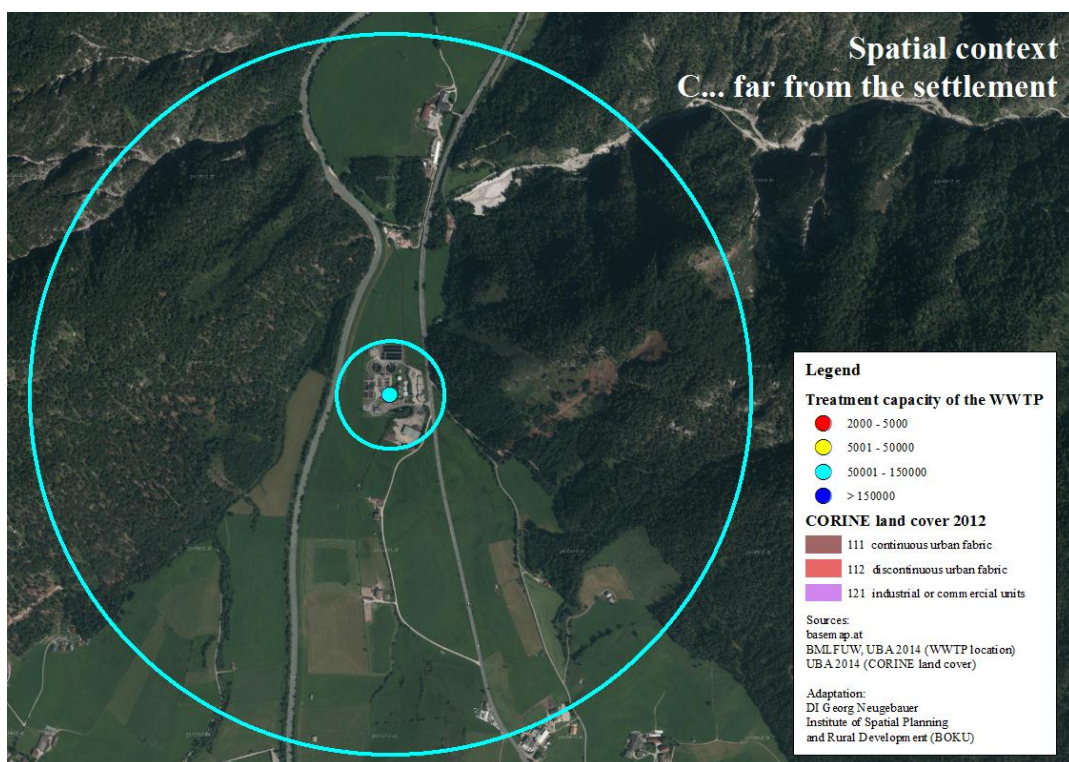 Spatial context
C... far from the settlement
Legend
Treatment capacity of the WWTP
2000 - 5000
5001 - 50000
50001 - 150000
> 150000
CORINE land cover 2012
111 continuous urban fabric
112 discontinuous urban fabric
121 industrial or commercial units
Sources:
basemap.at
BMLFUW, UBA 2014 (WWTP location)
UBA 2014 (CORINE land cover)
Adaptation:
DI Georg Neugebauer
Institute of Spatial Planning
and Rural Development (BOKU)